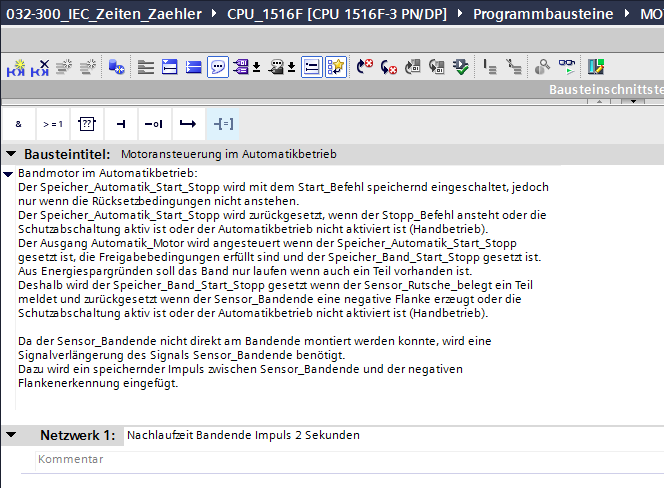 032-300_IEC_Zeiten_Zaehler CPU_1516F [CPU 1516F-3 PN/DP] Programmbausteine MO
Bausteinschnittste
& >=1 ?? =
Bausteintitel: Motoransteuerung im Automatikbetrieb
Bandmotor im Automatikbetrieb:
Der Speicher_Automatik_Start_Stopp wird mit dem Start_Befehl speichernd eingeschaltet, jedoch
nur wenn die Rücksetzbedingungen nicht anstehen.
Der Speicher_Automatik_Start_Stopp wird zurückgesetzt, wenn der Stopp_Befehl ansteht oder die
Schutzabschaltung aktiv ist oder der Automatikbetrieb nicht aktiviert ist (Handbetrieb).
Der Ausgang Automatik_Motor wird angesteuert wenn der Speicher_Automatik_Start_Stopp
gesetzt ist, die Freigabebedingungen erfüllt sind und der Speicher_Band_Start_Stopp gesetzt ist.
Aus Energiespargründen soll das Band nur laufen wenn auch ein Teil vorhanden ist.
Deshalb wird der Speicher_Band_Start_Stopp gesetzt wenn der Sensor_Rutsche_belegt ein Teil
meldet und zurückgesetzt wenn der Sensor_Bandende eine negative Flanke erzeugt oder die
Schutzabschaltung aktiv ist oder der Automatikbetrieb nicht aktiviert ist (Handbetrieb).
Da der Sensor_Bandende nicht direkt am Bandende montiert werden konnte, wird eine
Signalverlängerung des Signals Sensor_Bandende benötigt.
Dazu wird ein speichernder Impuls zwischen Sensor_Bandende und der negativen
Flankenerkennung eingefügt.
Netzwerk 1: Nachlaufzeit Bandende Impuls 2 Sekunden
Kommentar